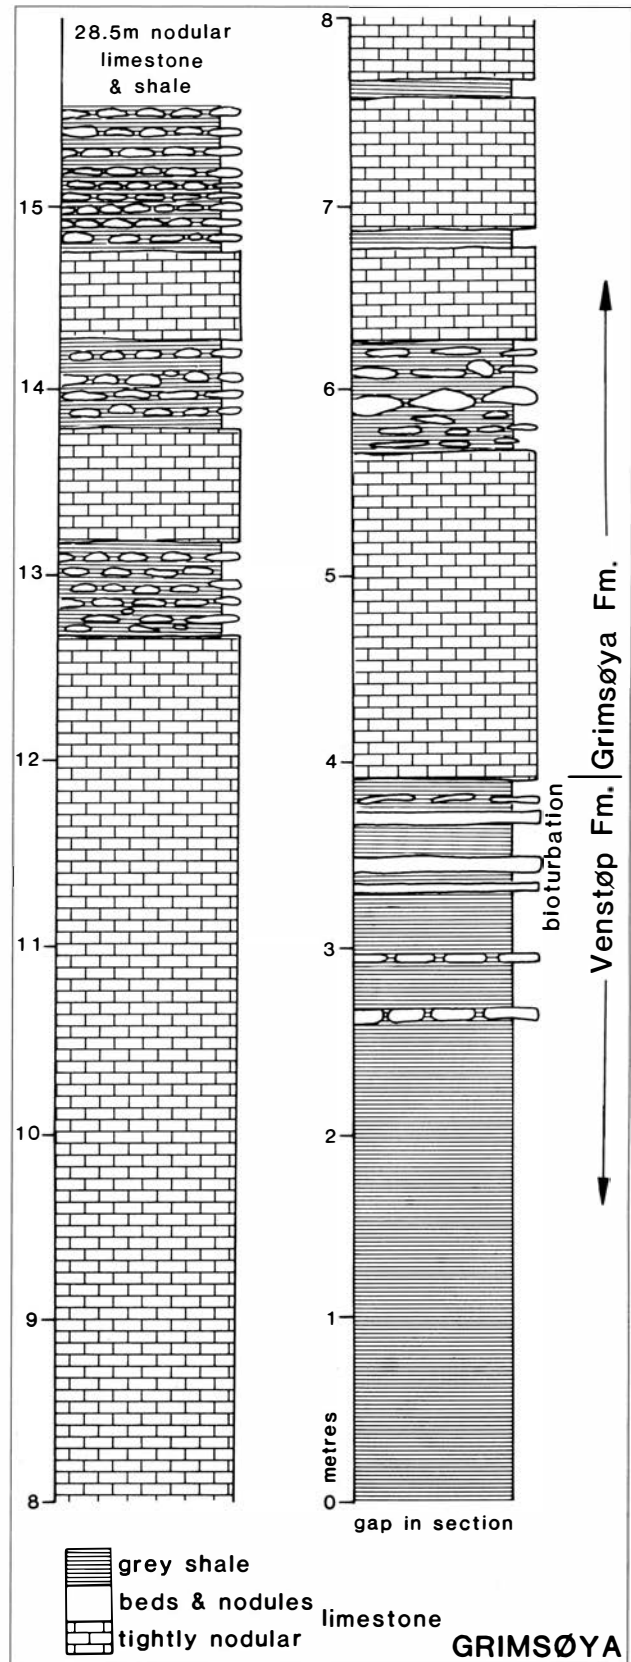 28.5m nodular
limestone
& shale
15
14
13
12
11
10
9
8
8
7
6
5
4
3
2
1
0
metres
gap in section
bioturbation
Venstøp Fm.
Grimsøya Fm.
grey shale
beds & nodules
limestone
tightly nodular
GRIMSØYA